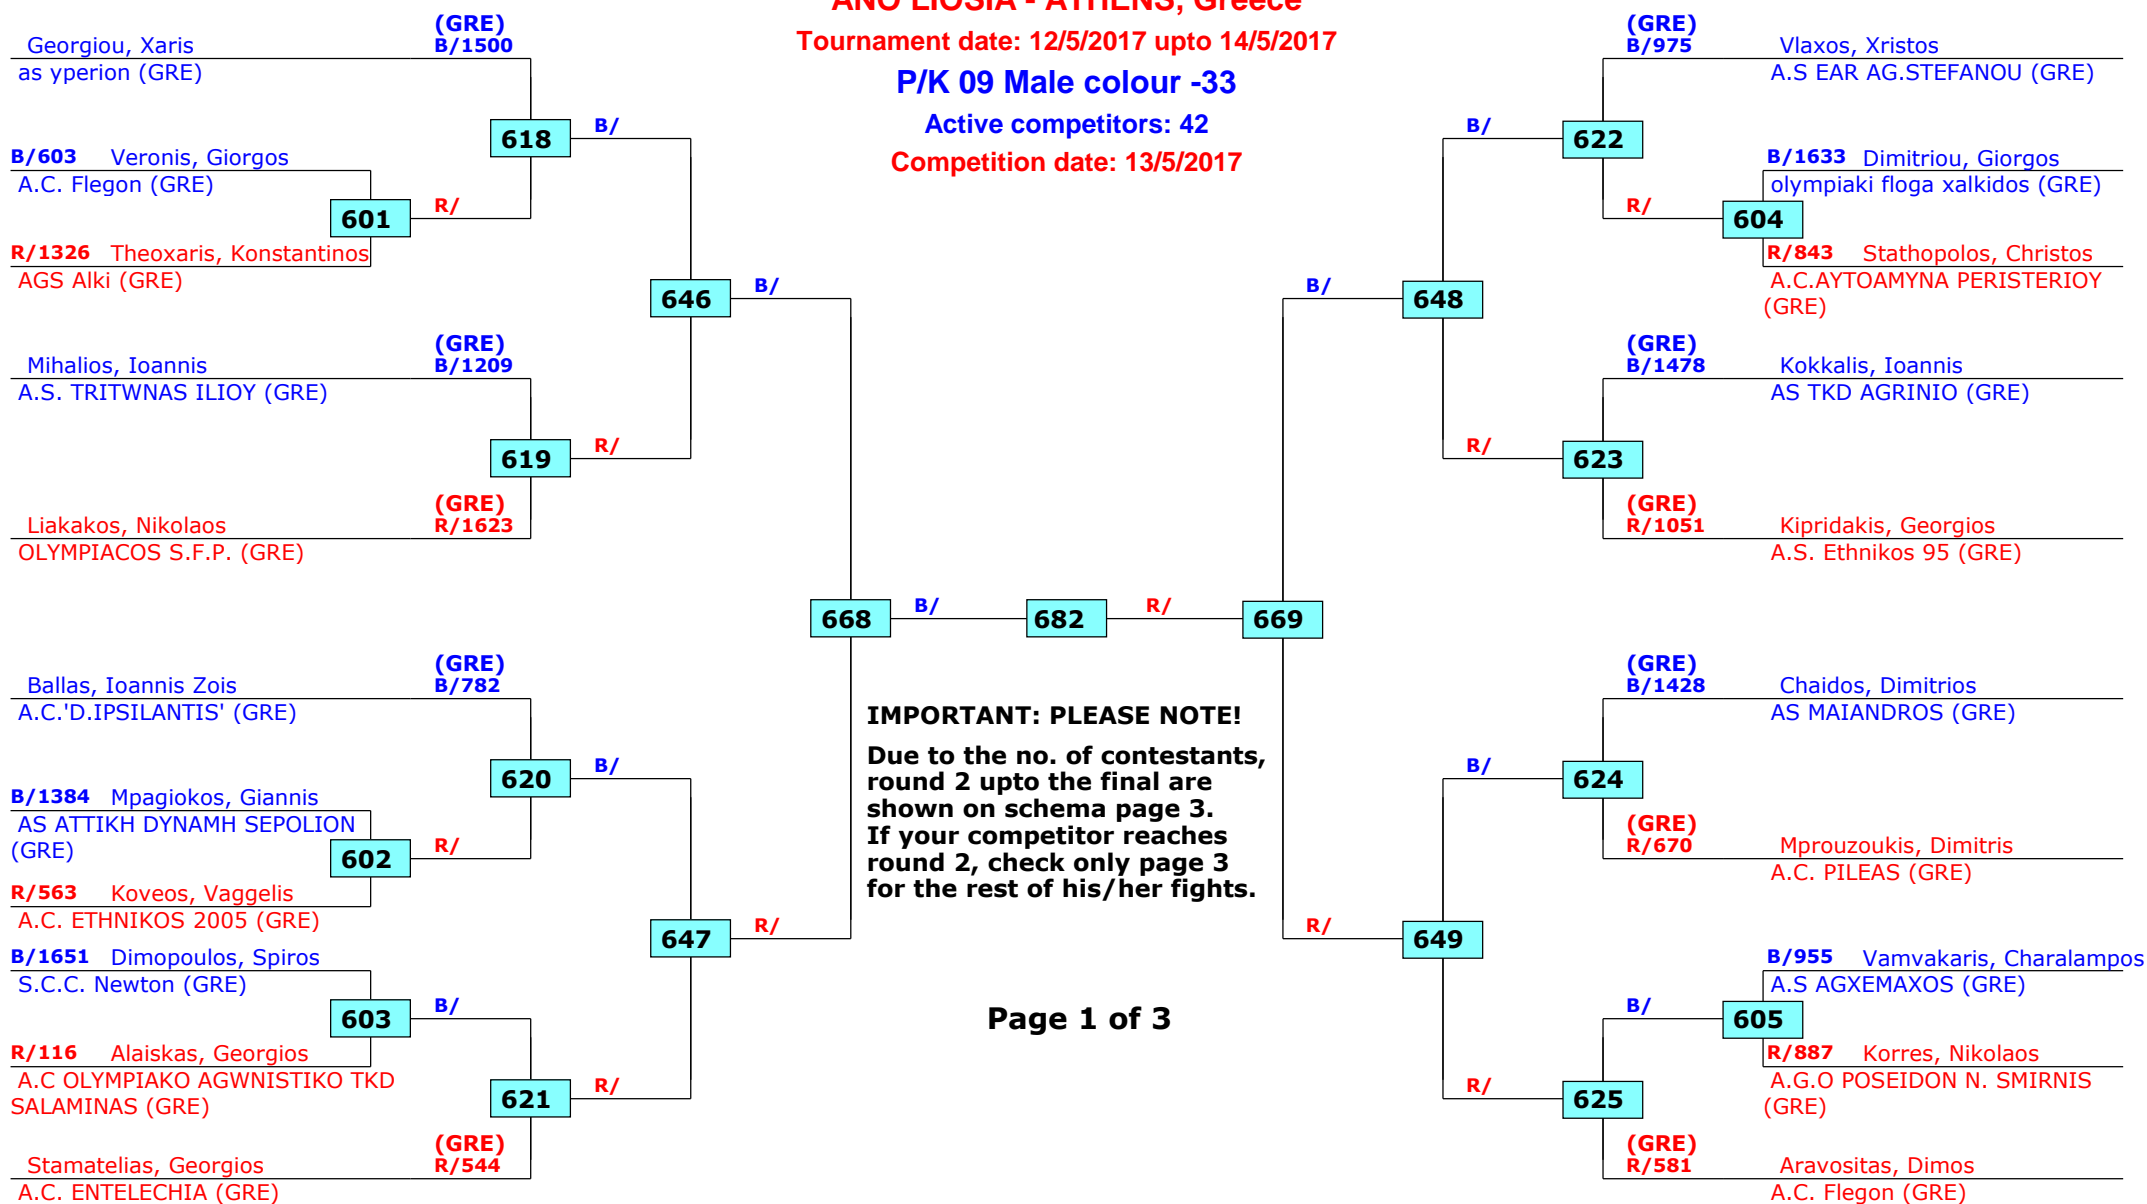 ANO LIOSIA - ATHENS, Greece
Tournament date: 12/5/2017 upto 14/5/2017
P/K 09 Male colour -33
Active competitors: 42
Competition date: 13/5/2017
(GRE)
Georgiou, Xaris B/1500
as yperion (GRE)
618
B/
B/603 Veronis, Giorgos
A.C. Flegon (GRE)
601
R/
R/1326 Theoxaris, Konstantinos
AGS Alki (GRE)
646
B/
(GRE)
Mihalios, Ioannis B/1209
A.S. TRITWNAS ILIOY (GRE)
619
R/
(GRE)
Liakakos, Nikolaos R/1623
OLYMPIACOS S.F.P. (GRE)
668
B/
682
R/
669
(GRE)
Ballas, Ioannis Zois B/782
A.C.'D.IPSILANTIS' (GRE)
620
B/
B/1384 Mpagiokos, Giannis
AS ATTIKH DYNAMH SEPOLION
(GRE)
602
R/
R/563 Koveos, Vaggelis
A.C. ETHNIKOS 2005 (GRE)
647
R/
B/1651 Dimopoulos, Spiros
S.C.C. Newton (GRE)
603
B/
R/116 Alaiskas, Georgios
A.C OLYMPIAKO AGWNISTIKO TKD
SALAMINAS (GRE)
621
R/
(GRE)
Stamatelias, Georgios R/544
A.C. ENTELECHIA (GRE)
IMPORTANT: PLEASE NOTE!
Due to the no. of contestants,
round 2 upto the final are
shown on schema page 3.
If your competitor reaches
round 2, check only page 3
for the rest of his/her fights.
Page 1 of 3
(GRE)
B/975 Vlaxos, Xristos
A.S EAR AG.STEFANOU (GRE)
B/
622
B/1633 Dimitriou, Giorgos
olympiaki floga xalkidos (GRE)
R/
604
R/843 Stathopolos, Christos
A.C.AYTOAMYNA PERISTERIOY
(GRE)
B/
648
(GRE)
B/1478 Kokkalis, Ioannis
AS TKD AGRINIO (GRE)
R/
623
(GRE)
R/1051 Kipridakis, Georgios
A.S. Ethnikos 95 (GRE)
(GRE)
B/1428 Chaidos, Dimitrios
AS MAIANDROS (GRE)
B/
624
(GRE)
R/670 Mprouzoukis, Dimitris
A.C. PILEAS (GRE)
R/
649
B/955 Vamvakaris, Charalampos
A.S AGXEMAXOS (GRE)
B/
605
R/887 Korres, Nikolaos
A.G.O POSEIDON N. SMIRNIS
(GRE)
R/
625
(GRE)
R/581 Aravositas, Dimos
A.C. Flegon (GRE)